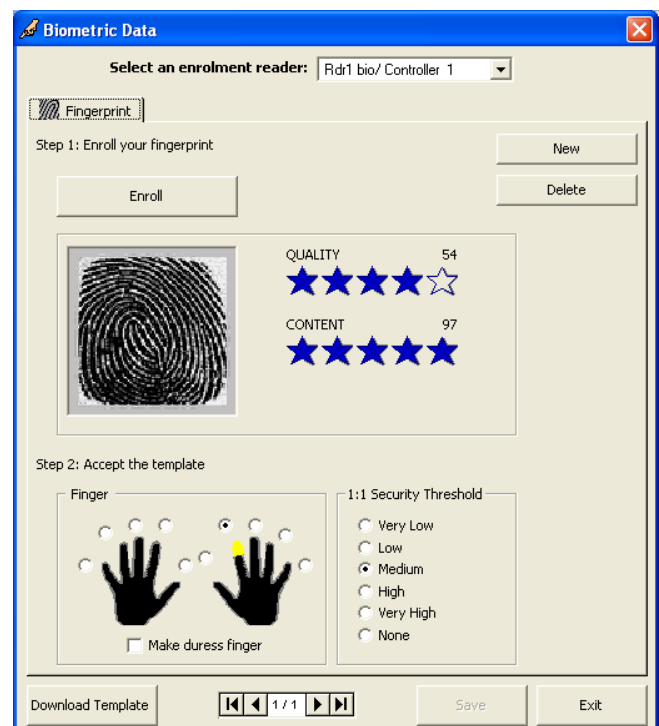 Biometric Data
Select an enrolment reader: Rdr1 bio/ Controller 1
Fingerprint
Step 1: Enroll your fingerprint
New
Enroll
Delete
QUALITY 54
CONTENT 97
Step 2: Accept the template
Finger
1:1 Security Threshold
Very Low
Low
Medium
High
Very High
None
Make duress finger
Download Template
1 / 1
Save
Exit